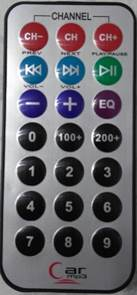 CHANNEL
CH- CH CH+
PREV NEXT PLAY/PAUSE
VOL- VOL+
EQ
0 100+ 200+
1 2 3
4 5 6
7 8 9
Car
mp3